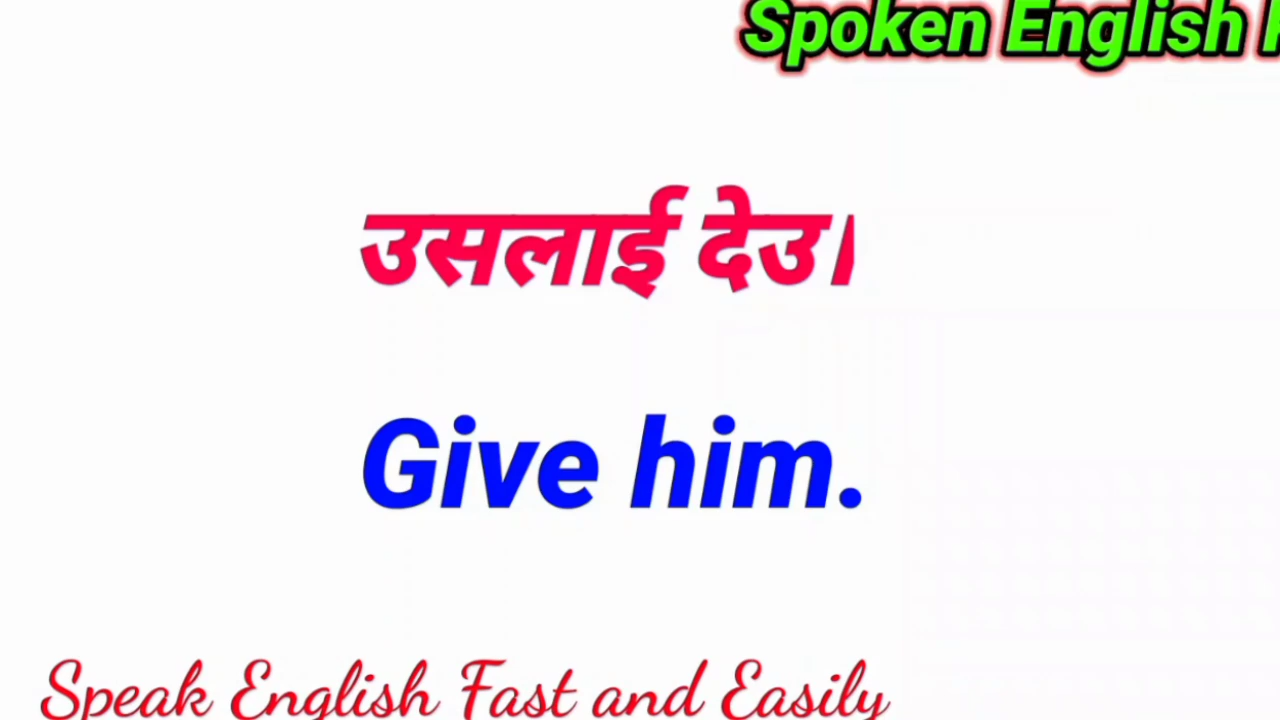 Spoken English
उसलाई देउ।
Give him.
Speak English Fast and Easily